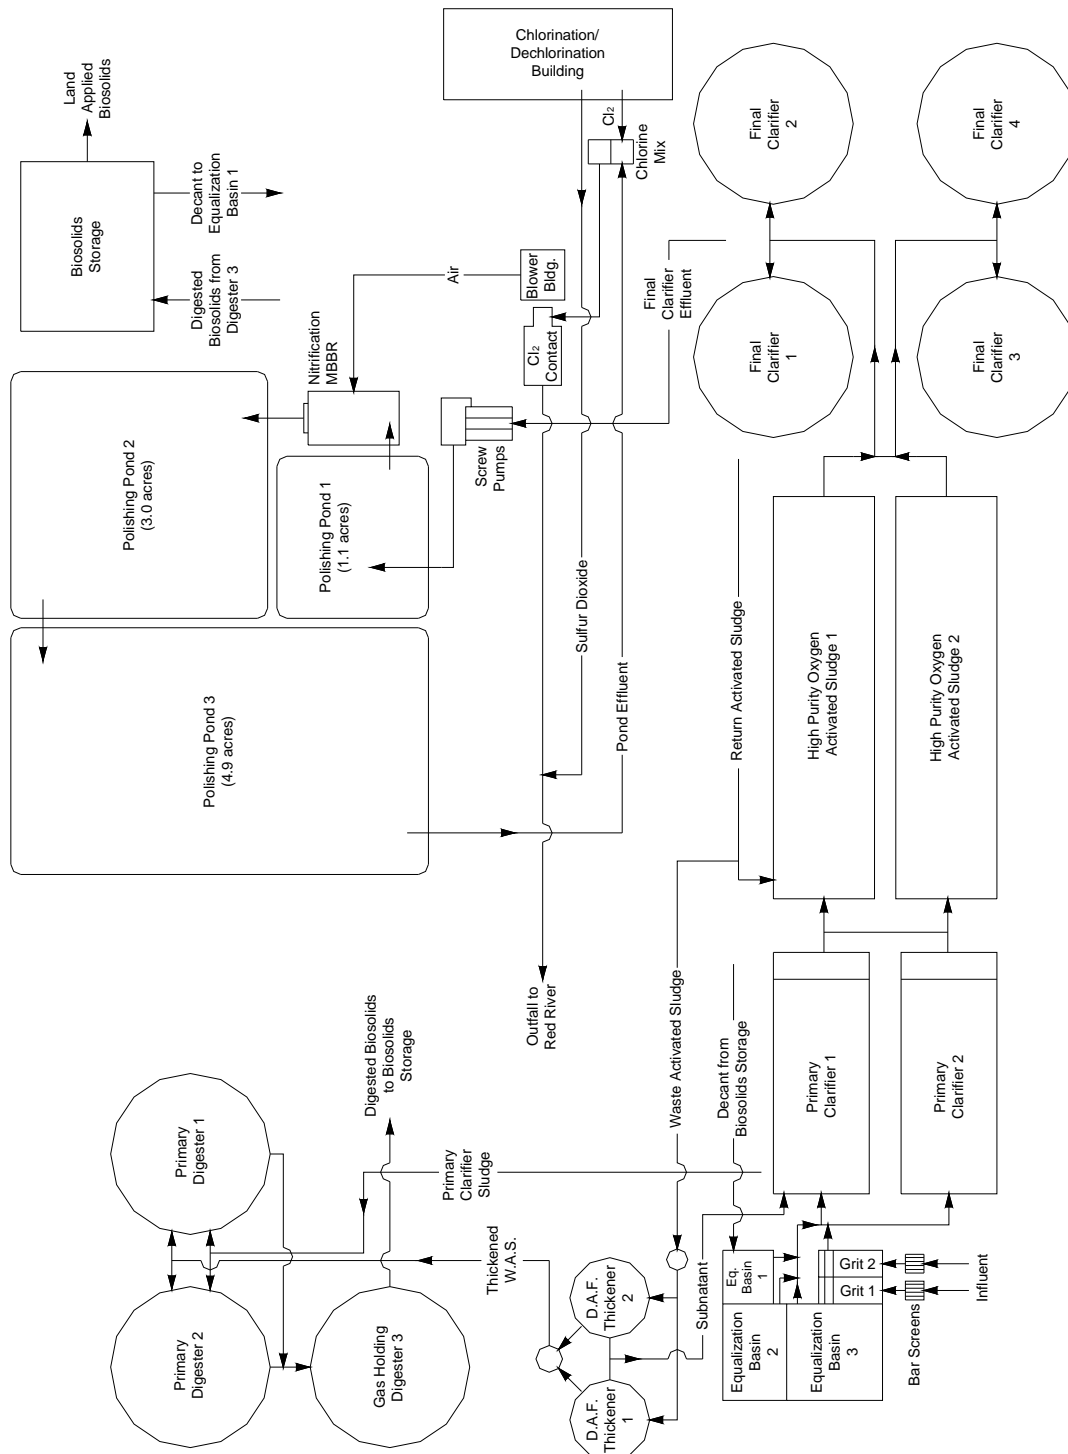 Chlorination/
Dechlorination
Building
Land
Applied
Biosolids
Biosolids
Storage
Decant to
Equalization
Basin 1
Digested
Biosolids from
Digester 3
Cl2
Chlorine
Mix
Final
Clarifier
2
Final
Clarifier
4
Final
Clarifier
1
Final
Clarifier
3
Final
Clarifier
Effluent
Air
Blower
Bldg.
Cl2
Contact
Nitrification
MBBR
Screw
Pumps
Polishing Pond 2
(3.0 acres)
Polishing Pond 1
(1.1 acres)
Polishing Pond 3
(4.9 acres)
Sulfur Dioxide
Pond Effluent
Return Activated Sludge
High Purity Oxygen
Activated Sludge 1
High Purity Oxygen
Activated Sludge 2
Outfall to
Red River
Waste Activated Sludge
Decant from
Biosolids Storage
Primary
Clarifier 1
Primary
Clarifier 2
Digested Biosolids
to Biosolids
Storage
Primary
Digester 1
Primary
Digester 2
Gas Holding
Digester 3
Primary
Clarifier
Sludge
Thickened
W.A.S.
D.A.F.
Thickener
2
D.A.F.
Thickener
1
Subnatant
Eq.
Basin
1
Equalization
Basin
2
Equalization
Basin
3
Grit 2
Grit 1
Bar Screens
Influent